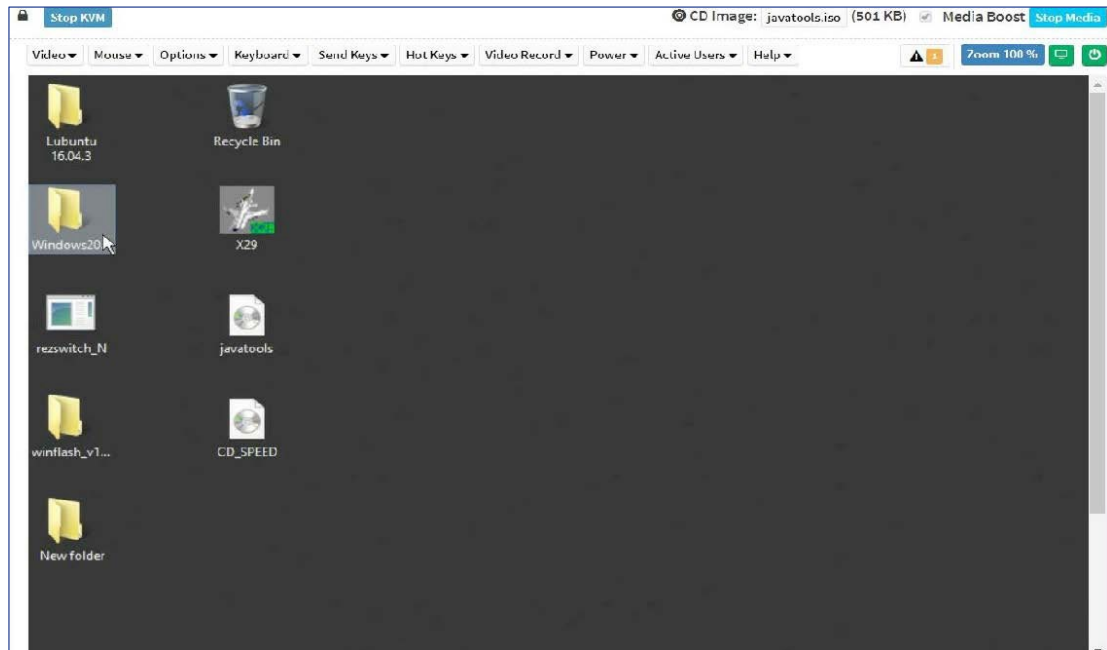 Stop KVM
CD Image: javatools.iso (501 KB) Media Boost Stop Media
Video Mouse Options Keyboard Send Keys Hot Keys Video Record Power Active Users Help 1 Zoom 100 %
Lubuntu
16.04.3
Recycle Bin
Windows20
X29
rezswitch_N
javatools
winflash_v1...
CD_SPEED
New folder